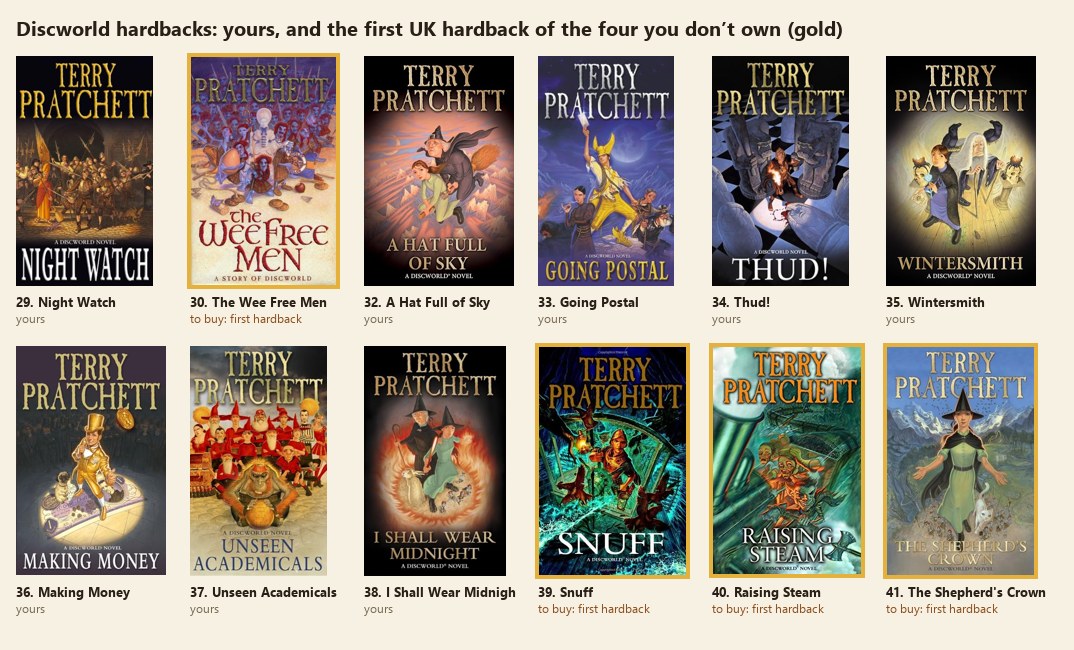 Discworld hardbacks: yours, and the first UK hardback of the four you don’t own (gold)
TERRY
PRATCHETT
A DISCWORLD NOVEL
NIGHT WATCH
29. Night Watch
yours
TERRY
PRATCHETT
the
WEE FREE
MEN
A STORY OF DISCWORLD
30. The Wee Free Men
to buy: first hardback
TERRY
PRATCHETT
A HAT FULL
OF SKY
A DISCWORLD® NOVEL
32. A Hat Full of Sky
yours
TERRY
PRATCHETT
A DISCWORLD NOVEL
GOING POSTAL
33. Going Postal
yours
TERRY
PRATCHETT
A DISCWORLD NOVEL
THUD!
34. Thud!
yours
TERRY
PRATCHETT
WINTERSMITH
A DISCWORLD® NOVEL
35. Wintersmith
yours
TERRY
PRATCHETT
A DISCWORLD NOVEL
MAKING MONEY
36. Making Money
yours
TERRY
PRATCHETT
A DISCWORLD NOVEL
UNSEEN
ACADEMICALS
37. Unseen Academicals
yours
TERRY
PRATCHETT
I SHALL WEAR
MIDNIGHT
A DISCWORLD® NOVEL
38. I Shall Wear Midnigh
yours
TERRY
PRATCHETT
SNUFF
A DISCWORLD® NOVEL
39. Snuff
to buy: first hardback
TERRY
PRATCHETT
RAISING
STEAM
A DISCWORLD® NOVEL
40. Raising Steam
to buy: first hardback
TERRY
PRATCHETT
THE SHEPHERD'S
CROWN
A DISCWORLD® NOVEL
41. The Shepherd's Crown
to buy: first hardback